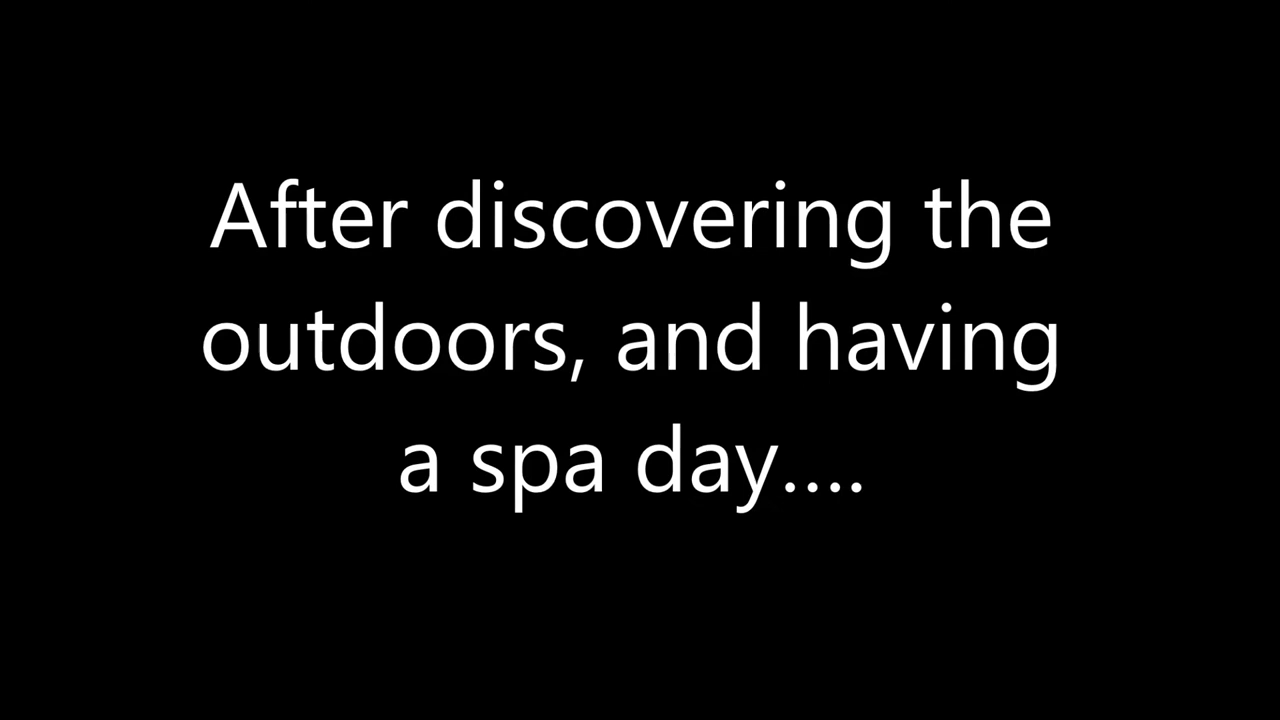 After discovering the
outdoors, and having
a spa day....